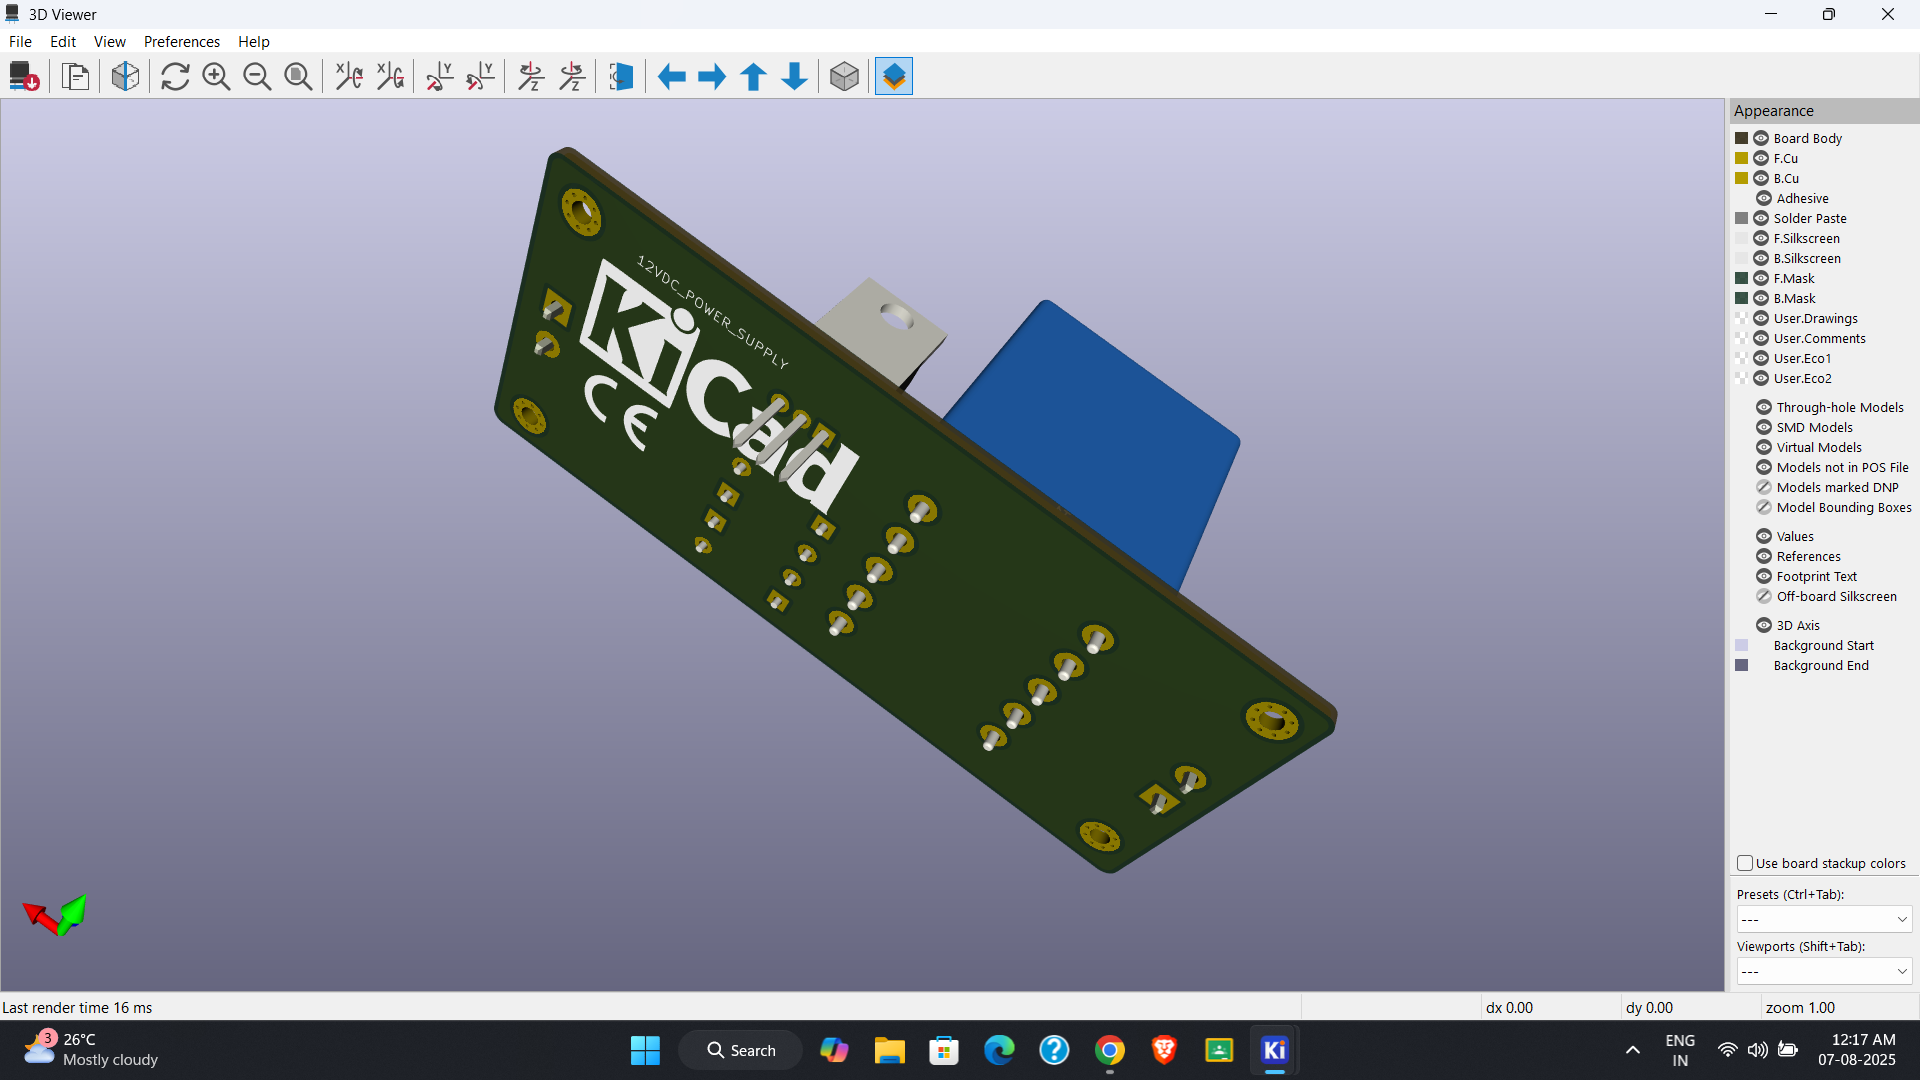 3D Viewer
File Edit View Preferences Help
Appearance
Board Body
F.Cu
B.Cu
Adhesive
Solder Paste
F.Silkscreen
B.Silkscreen
F.Mask
B.Mask
User.Drawings
User.Comments
User.Eco1
User.Eco2
Through-hole Models
SMD Models
Virtual Models
Models not in POS File
Models marked DNP
Model Bounding Boxes
Values
References
Footprint Text
Off-board Silkscreen
3D Axis
Background Start
Background End
Use board stackup colors
Presets (Ctrl+Tab):
---
Viewports (Shift+Tab):
---
12VDC_POWER_SUPPLY
KiCad
CE
Last render time 16 ms
dx 0.00
dy 0.00
zoom 1.00
3
26°C
Mostly cloudy
Search
Ki
ENG
IN
12:17 AM
07-08-2025